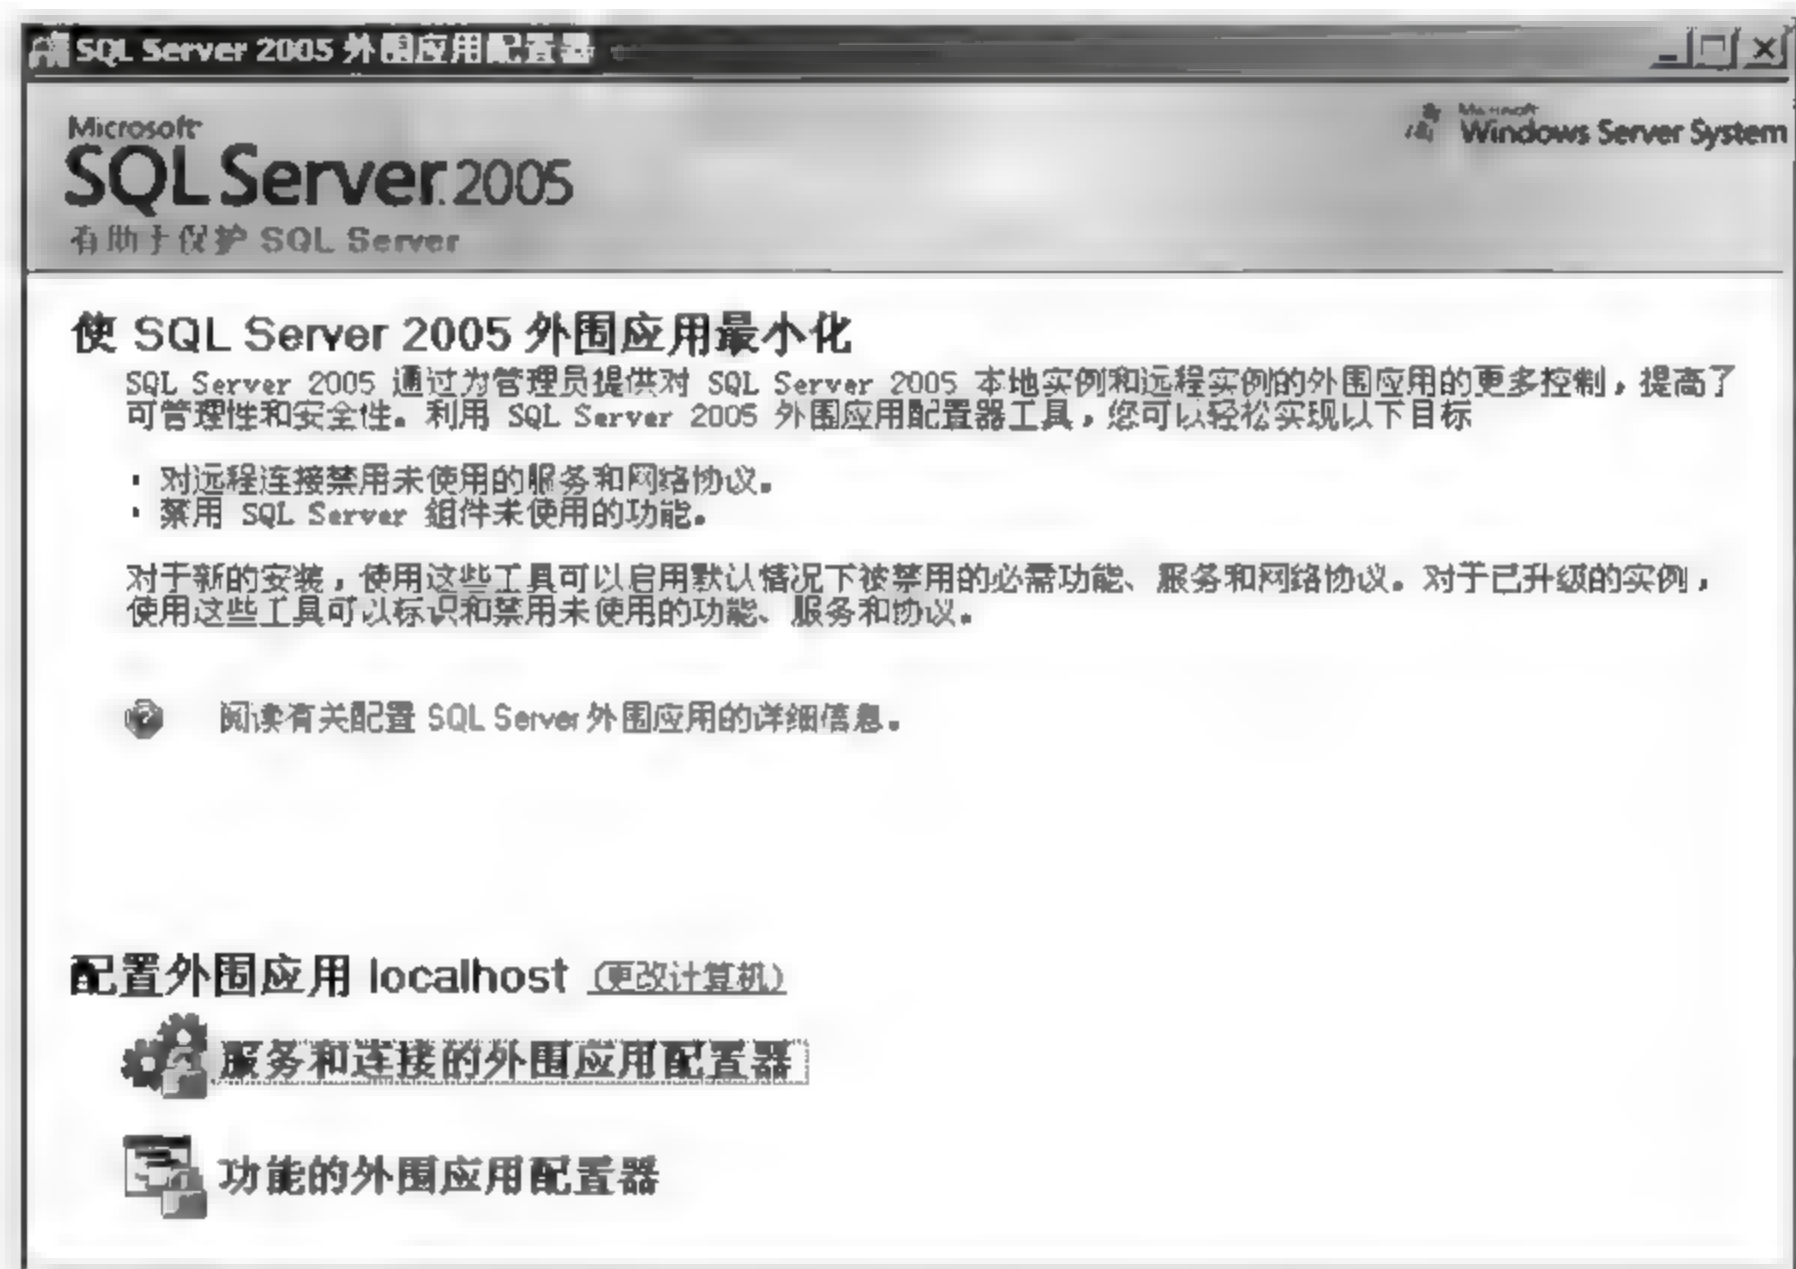 SQL Server 2005 外围应用配置器
Microsoft
Windows Server System
Microsoft
SQL Server 2005
有助于保护 SQL Server
使 SQL Server 2005 外围应用最小化
SQL Server 2005 通过为管理员提供对 SQL Server 2005 本地实例和远程实例的外围应用的更多控制，提高了
可管理性和安全性。利用 SQL Server 2005 外围应用配置器工具，您可以轻松实现以下目标
· 对远程连接禁用未使用的服务和网络协议。
· 禁用 SQL Server 组件未使用的功能。
对于新的安装，使用这些工具可以启用默认情况下被禁用的必需功能、服务和网络协议。对于已升级的实例，
使用这些工具可以标识和禁用未使用的功能、服务和协议。
阅读有关配置 SQL Server 外围应用的详细信息。
配置外围应用 localhost (更改计算机)
服务和连接的外围应用配置器
功能的外围应用配置器